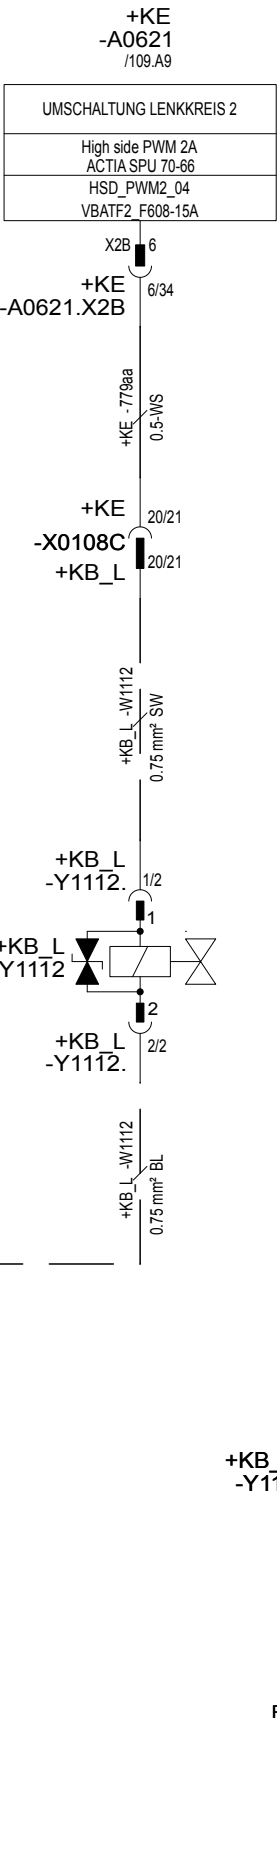 +KE
-A0621
/109.A9
UMSCHALTUNG LENKKREIS 2
High side PWM 2A
ACTIA SPU 70-66
HSD_PWM2_04
VBATF2_F608-15A
X2B 6
+KE 6/34
-A0621.X2B
+KE -779aa
0.5-WS
+KE 20/21
-X0108C
20/21
+KB_L
+KB_L -W1112
0.75 mm² SW
+KB_L
-Y1112. 1/2
1
+KB_L
Y1112
2
+KB_L
2/2
-Y1112.
+KB_L -W1112
0.75 mm² BL
+KB_
-Y11